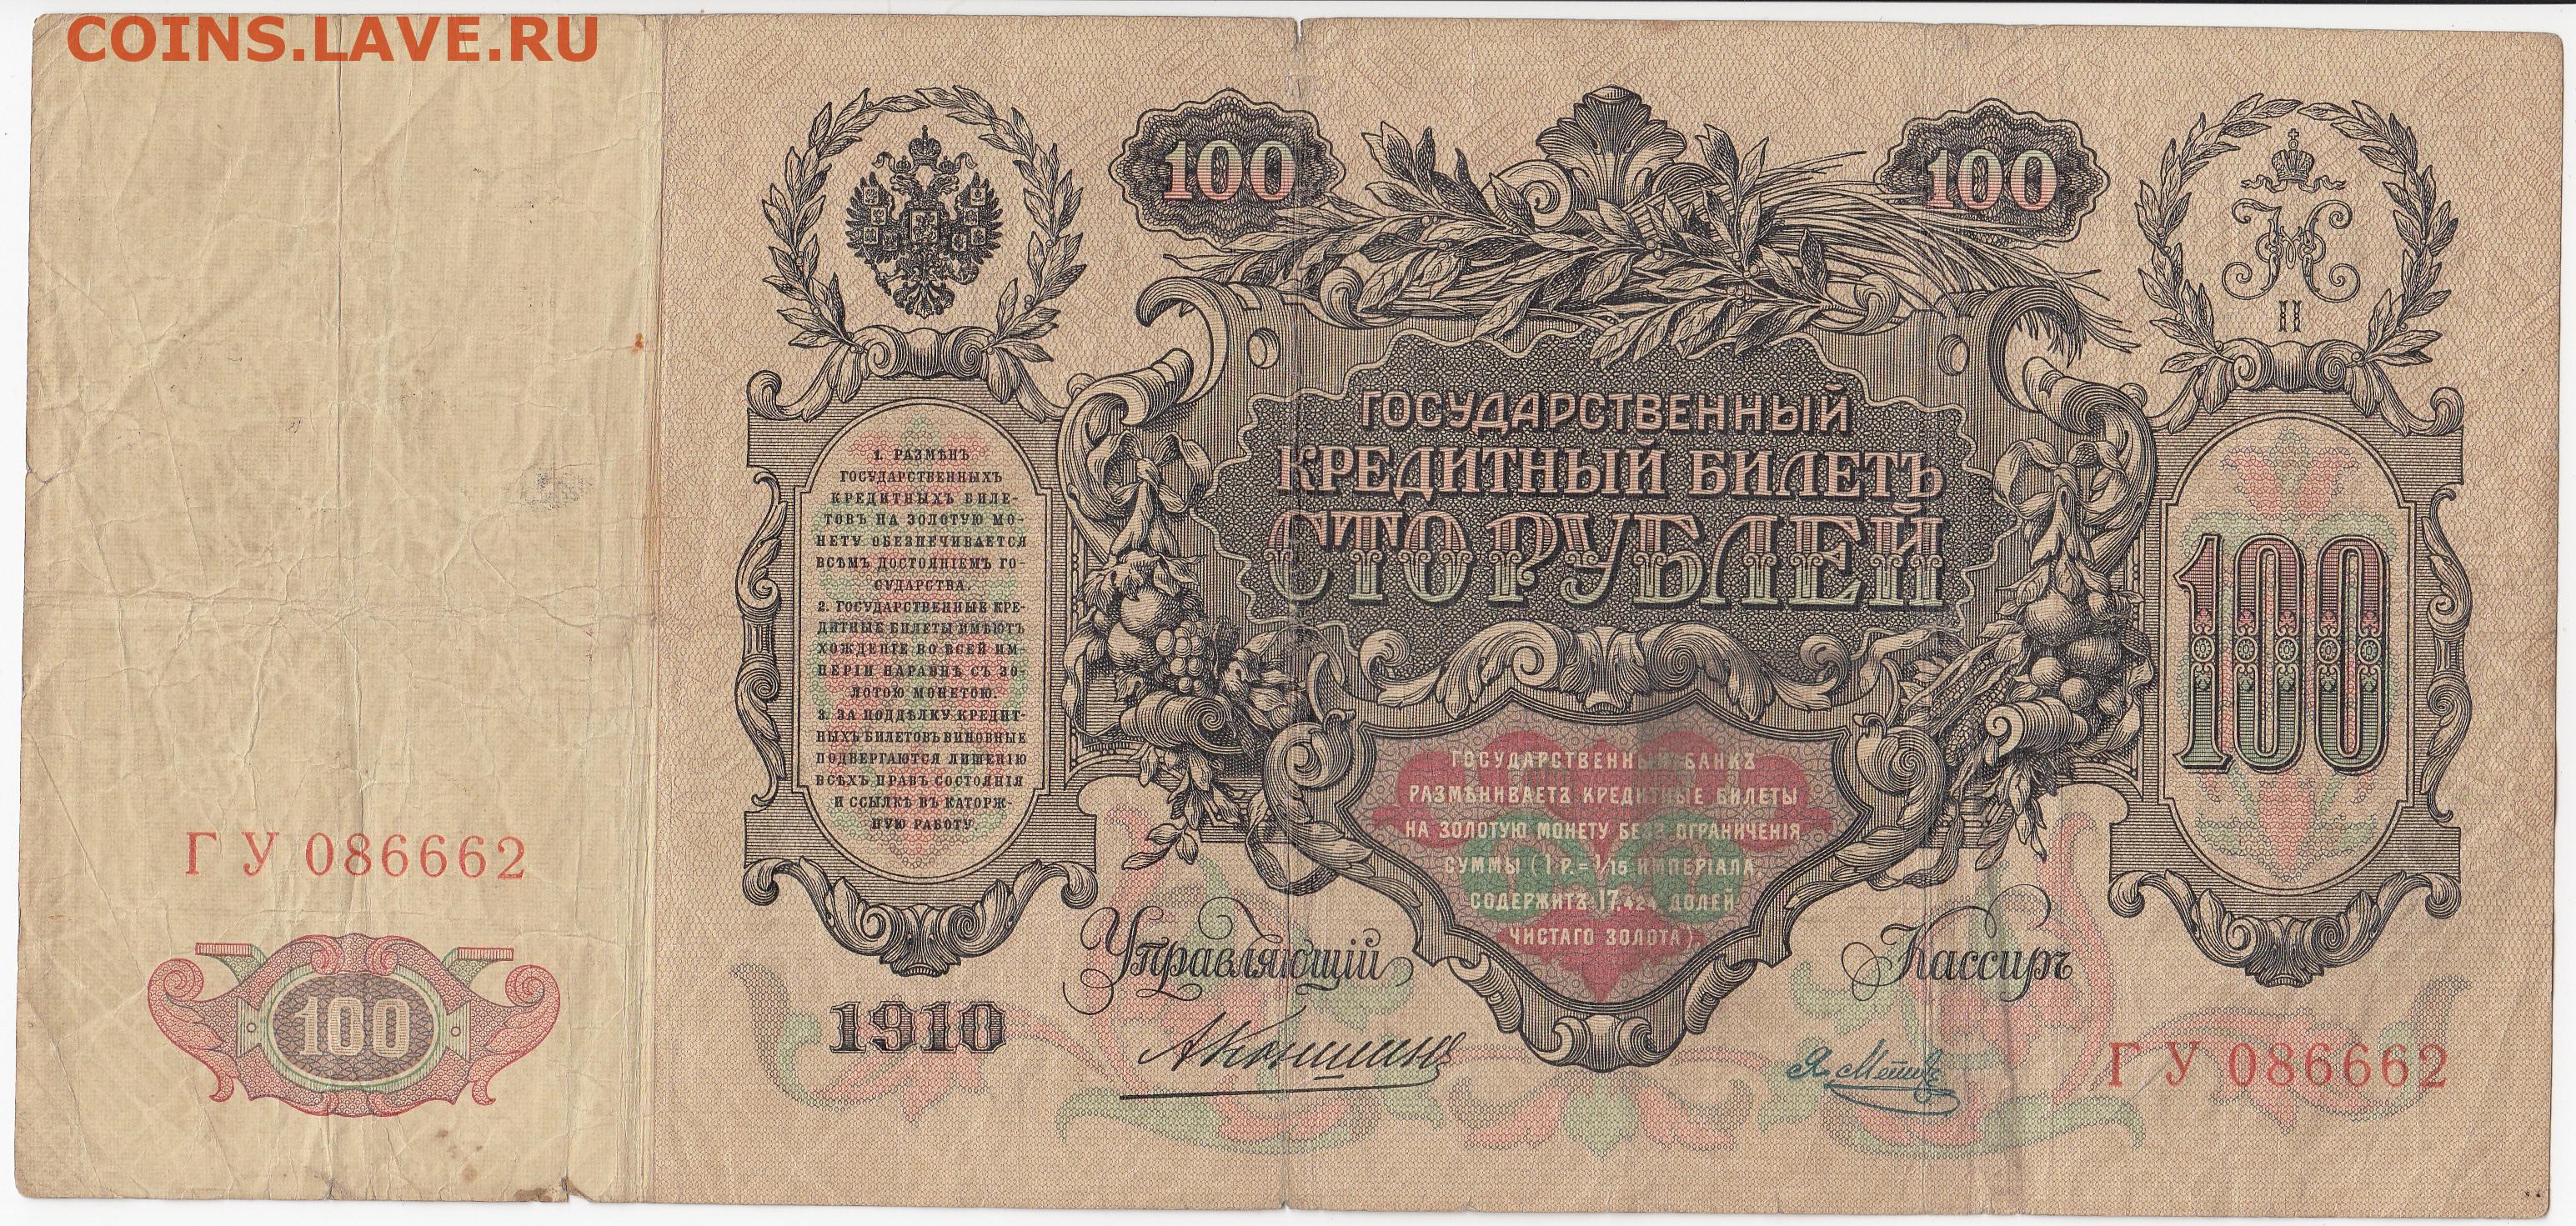 COINS.LAVE.RU
100
100
Н
II
ГОСУДАРСТВЕННЫЙ
КРЕДИТНЫЙ БИЛЕТЪ
СТО РУБЛЕЙ
1. РАЗМѢНЪ
ГОСУДАРСТВЕННЫХЪ
КРЕДИТНЫХЪ БИЛЕ-
ТОВЪ НА ЗОЛОТУЮ МО-
НЕТУ ОБЕЗПЕЧИВАЕТСЯ
ВСѢМЪ ДОСТОЯНІЕМЪ ГО-
СУДАРСТВА.
2. ГОСУДАРСТВЕННЫЕ КРЕ-
ДИТНЫЕ БИЛЕТЫ ИМѢЮТЪ
ХОЖДЕНІЕ ВО ВСЕЙ ИМ-
ПЕРІИ НАРАВНѢ СЪ ЗО-
ЛОТОЮ МОНЕТОЮ.
3. ЗА ПОДДѢЛКУ КРЕДИТ-
НЫХЪ БИЛЕТОВЪ ВИНОВНЫЕ
ПОДВЕРГАЮТСЯ ЛИШЕНІЮ
ВСѢХЪ ПРАВЪ СОСТОЯНІЯ
И ССЫЛКѢ ВЪ КАТОРЖ-
НУЮ РАБОТУ.
100
ГОСУДАРСТВЕННЫЙ БАНКЪ
РАЗМѢНИВАЕТЪ КРЕДИТНЫЕ БИЛЕТЫ
НА ЗОЛОТУЮ МОНЕТУ БЕЗЪ ОГРАНИЧЕНІЯ
СУММЫ (1 Р. = 1/15 ИМПЕРІАЛА
СОДЕРЖИТЪ 17,424 ДОЛЕЙ
ЧИСТАГО ЗОЛОТА).
ГУ 086662
100
Управляющій
Кассиръ
1910
АКоншинъ
Я. Метцъ
ГУ 086662